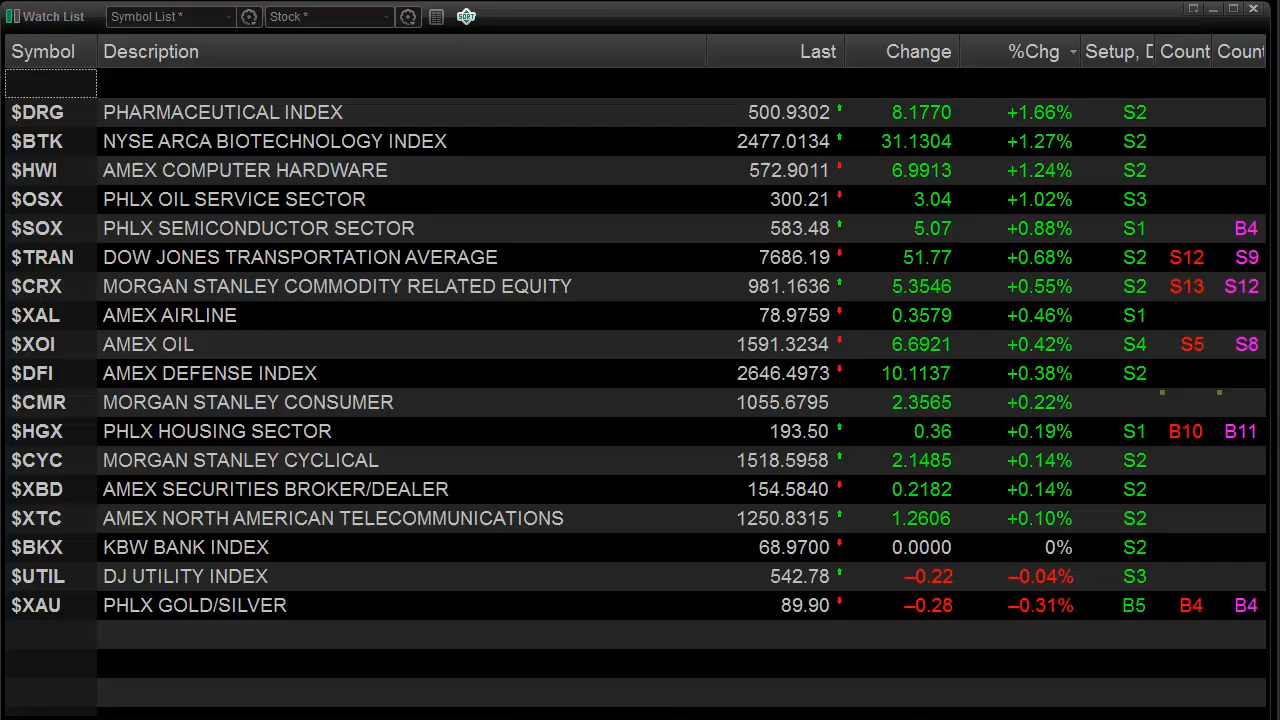 Watch List Symbol List * Stock * SORT
Symbol Description Last Change %Chg Setup, D Count Count
$DRG PHARMACEUTICAL INDEX 500.9302 8.1770 +1.66% S2
$BTK NYSE ARCA BIOTECHNOLOGY INDEX 2477.0134 31.1304 +1.27% S2
$HWI AMEX COMPUTER HARDWARE 572.9011 6.9913 +1.24% S2
$OSX PHLX OIL SERVICE SECTOR 300.21 3.04 +1.02% S3
$SOX PHLX SEMICONDUCTOR SECTOR 583.48 5.07 +0.88% S1 B4
$TRAN DOW JONES TRANSPORTATION AVERAGE 7686.19 51.77 +0.68% S2 S12 S9
$CRX MORGAN STANLEY COMMODITY RELATED EQUITY 981.1636 5.3546 +0.55% S2 S13 S12
$XAL AMEX AIRLINE 78.9759 0.3579 +0.46% S1
$XOI AMEX OIL 1591.3234 6.6921 +0.42% S4 S5 S8
$DFI AMEX DEFENSE INDEX 2646.4973 10.1137 +0.38% S2
$CMR MORGAN STANLEY CONSUMER 1055.6795 2.3565 +0.22%
$HGX PHLX HOUSING SECTOR 193.50 0.36 +0.19% S1 B10 B11
$CYC MORGAN STANLEY CYCLICAL 1518.5958 2.1485 +0.14% S2
$XBD AMEX SECURITIES BROKER/DEALER 154.5840 0.2182 +0.14% S2
$XTC AMEX NORTH AMERICAN TELECOMMUNICATIONS 1250.8315 1.2606 +0.10% S2
$BKX KBW BANK INDEX 68.9700 0.0000 0% S2
$UTIL DJ UTILITY INDEX 542.78 –0.22 –0.04% S3
$XAU PHLX GOLD/SILVER 89.90 –0.28 –0.31% B5 B4 B4